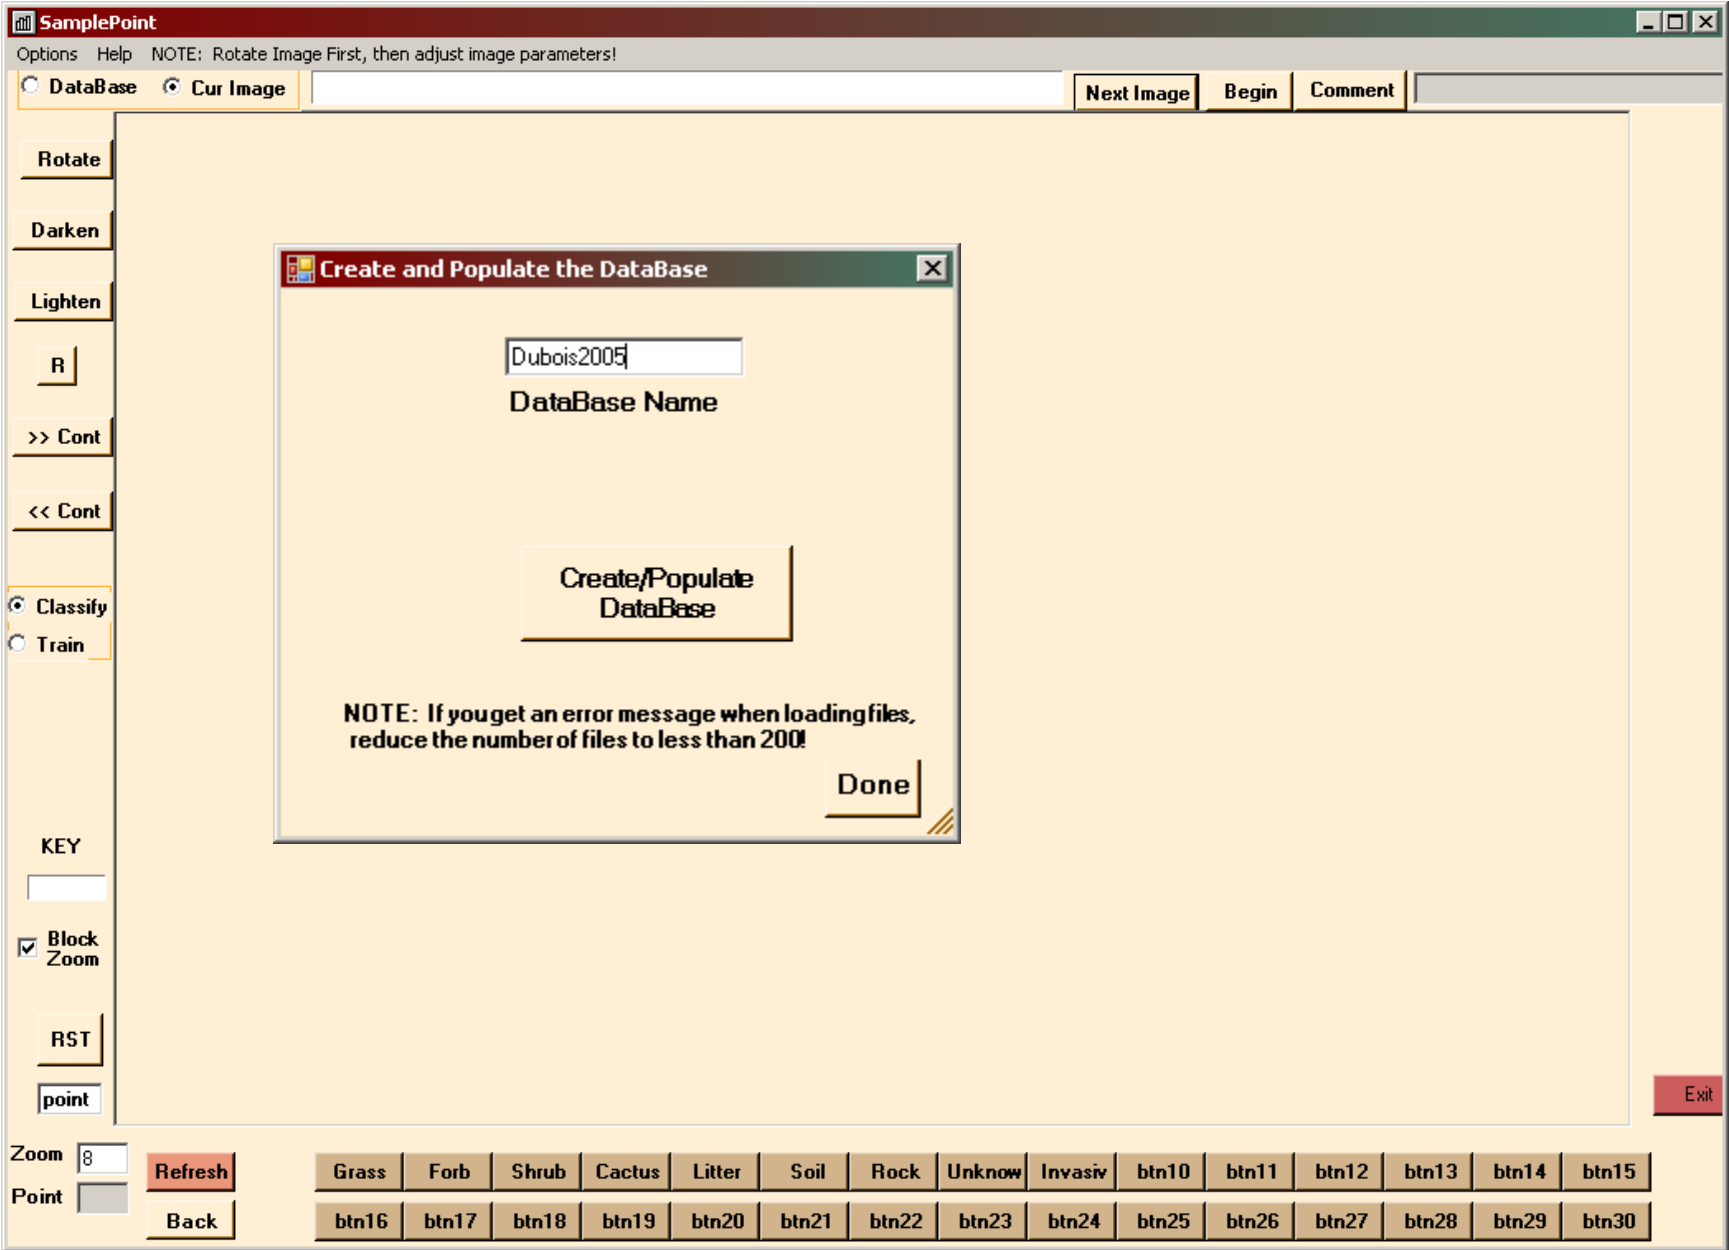 SamplePoint
Options Help NOTE: Rotate Image First, then adjust image parameters!
DataBase Cur Image Next Image Begin Comment
Rotate
Darken
Lighten
R
>> Cont
<< Cont
Classify
Train
KEY
Block
Zoom
RST
point
Create and Populate the DataBase
Dubois2005
DataBase Name
Create/Populate
DataBase
NOTE: If you get an error message when loading files,
reduce the number of files to less than 200!
Done
Exit
Zoom 8
Point
Refresh
Back
Grass Forb Shrub Cactus Litter Soil Rock Unknow Invasiv btn10 btn11 btn12 btn13 btn14 btn15
btn16 btn17 btn18 btn19 btn20 btn21 btn22 btn23 btn24 btn25 btn26 btn27 btn28 btn29 btn30